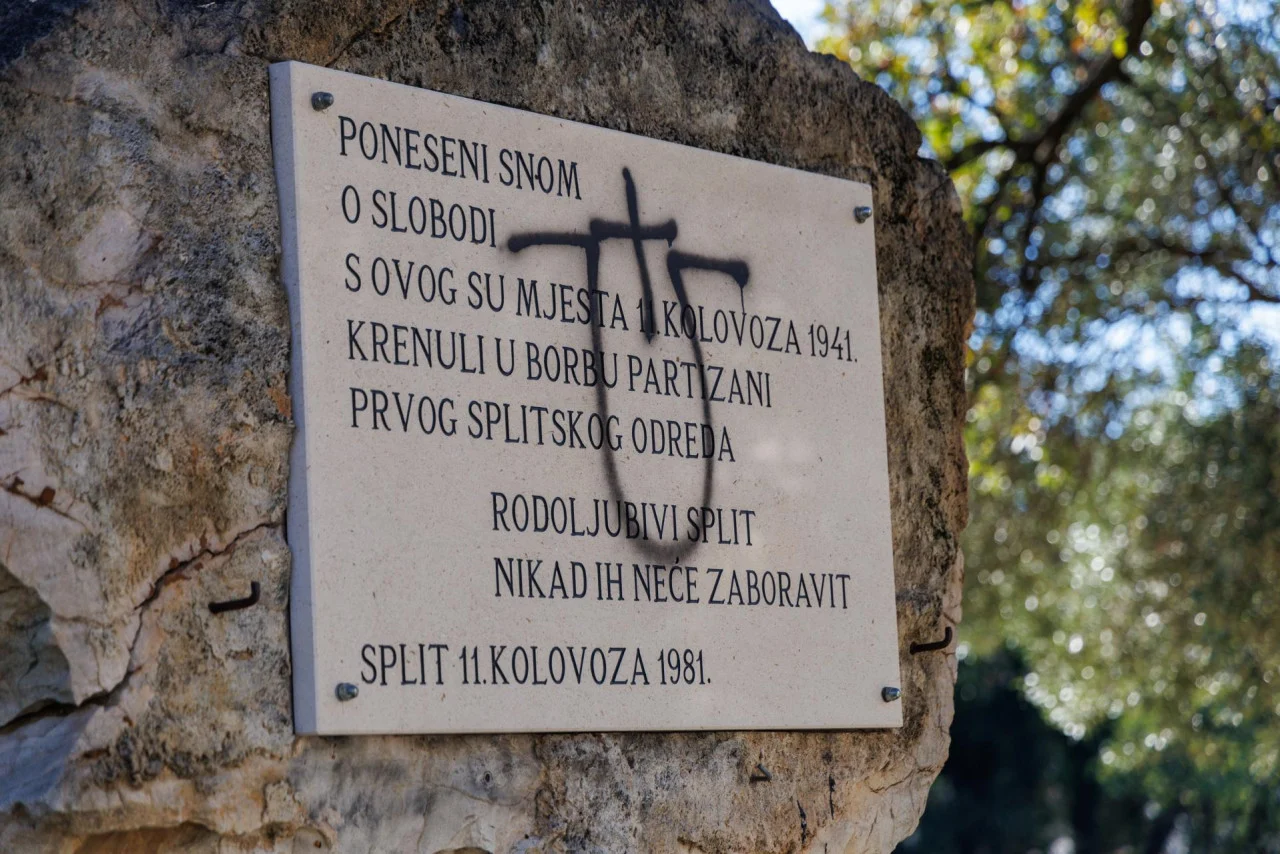 PONESENI SNOM
O SLOBODI
S OVOG SU MJESTA 11.KOLOVOZA 1941.
KRENULI U BORBU PARTIZANI
PRVOG SPLITSKOG ODREDA
RODOLJUBIVI SPLIT
NIKAD IH NEĆE ZABORAVIT
SPLIT 11.KOLOVOZA 1981.